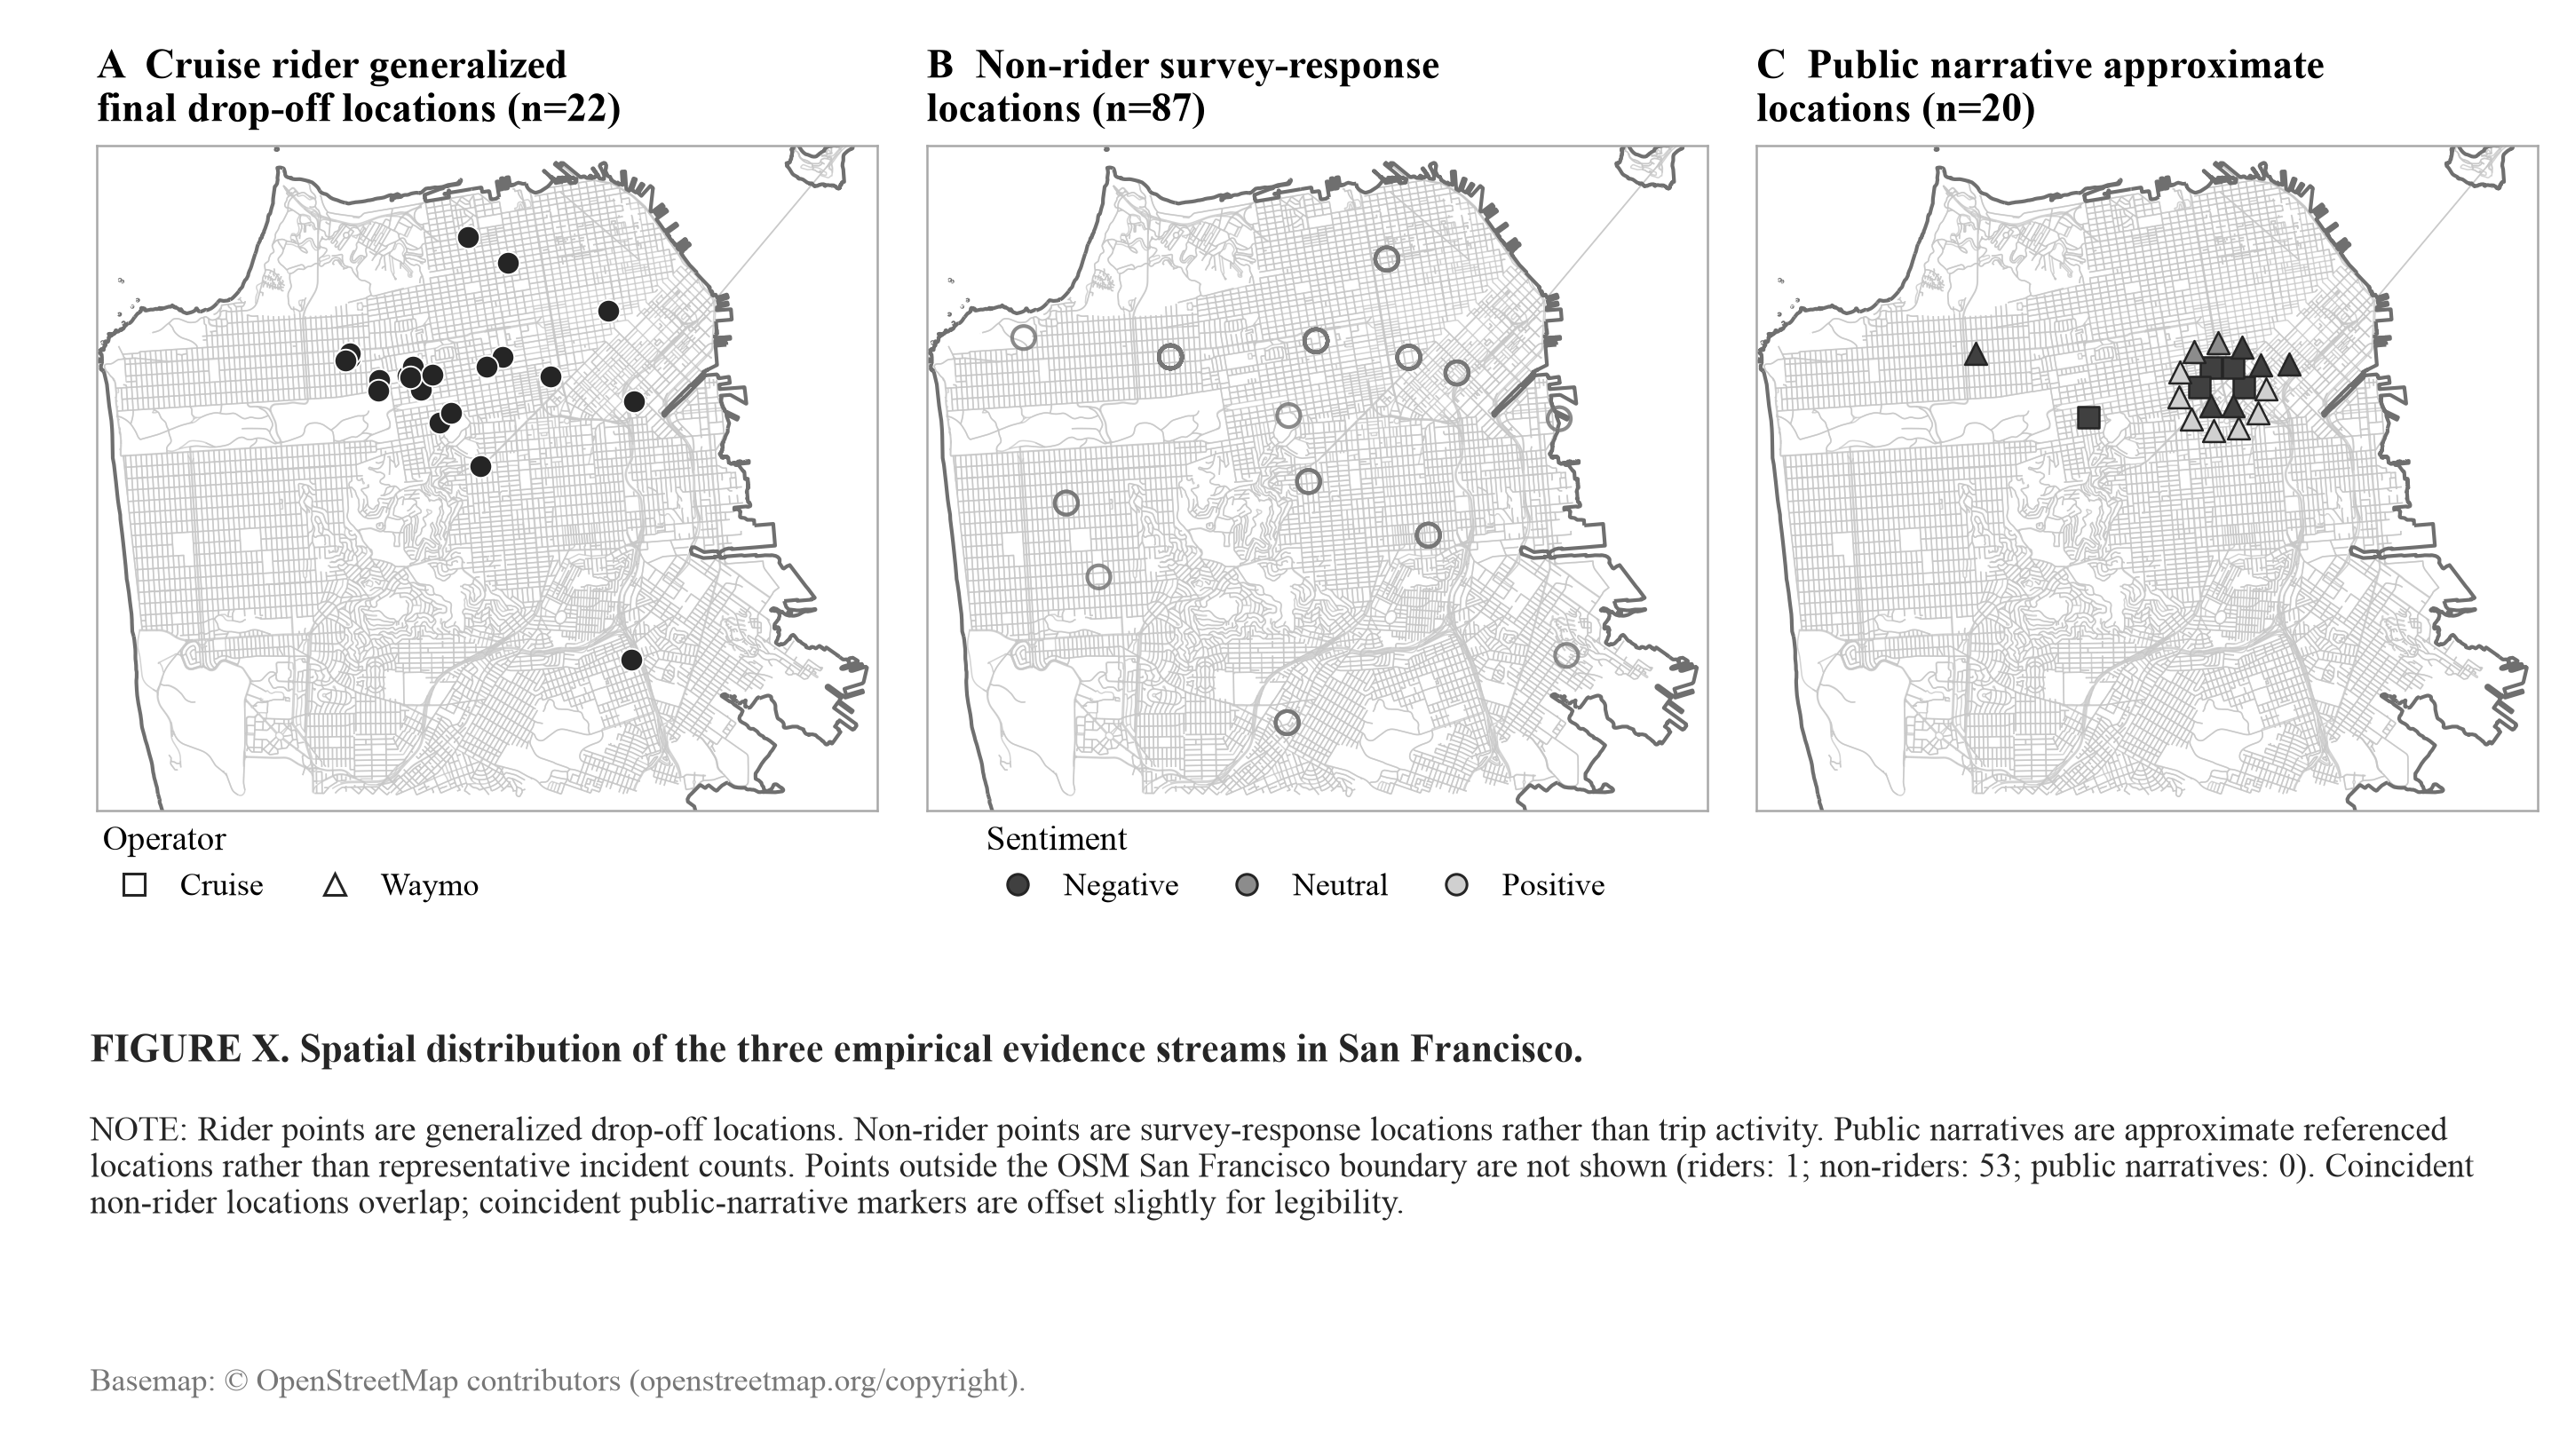 A Cruise rider generalized
final drop-off locations (n=22)
B Non-rider survey-response
locations (n=87)
C Public narrative approximate
locations (n=20)
Operator
Cruise
Waymo
Sentiment
Negative
Neutral
Positive
FIGURE X. Spatial distribution of the three empirical evidence streams in San Francisco.
NOTE: Rider points are generalized drop-off locations. Non-rider points are survey-response locations rather than trip activity. Public narratives are approximate referenced
locations rather than representative incident counts. Points outside the OSM San Francisco boundary are not shown (riders: 1; non-riders: 53; public narratives: 0). Coincident
non-rider locations overlap; coincident public-narrative markers are offset slightly for legibility.
Basemap: © OpenStreetMap contributors (openstreetmap.org/copyright).